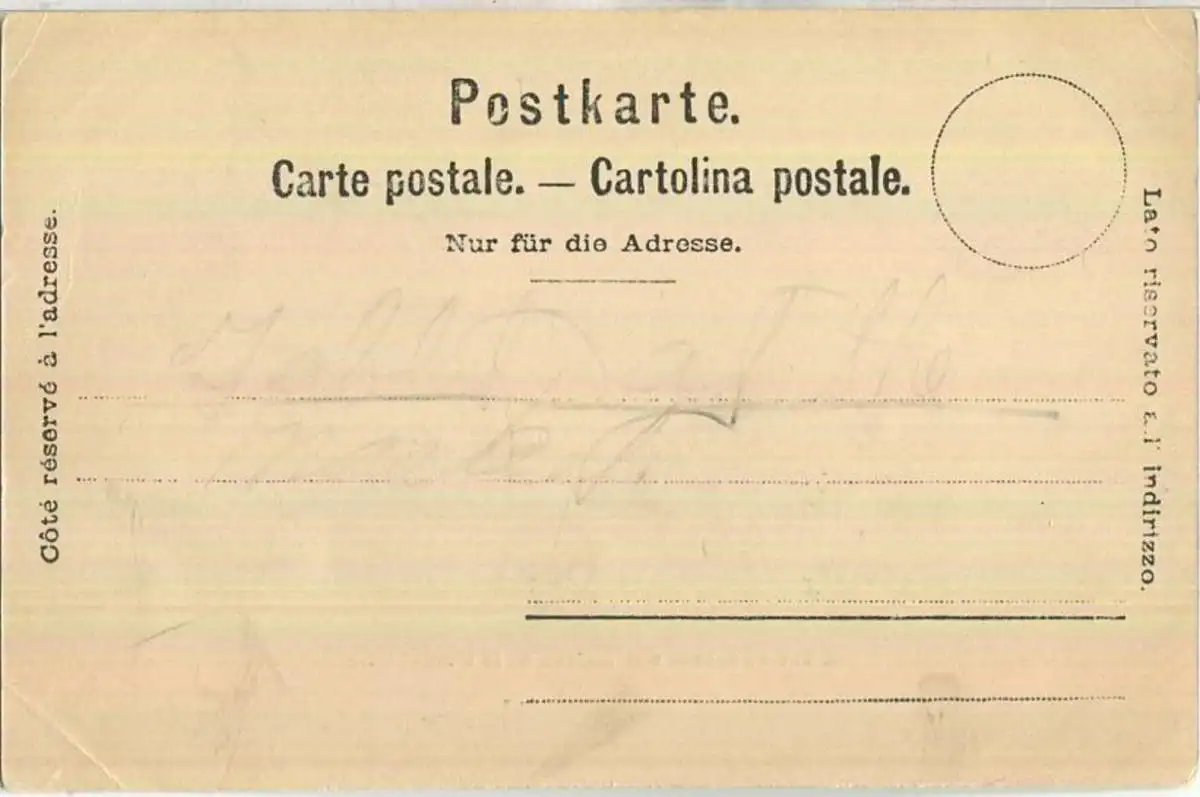 Postkarte.
Carte postale. — Cartolina postale.
Nur für die Adresse.
Côté réservé à l'adresse.
Lato riservato all' indirizzo.